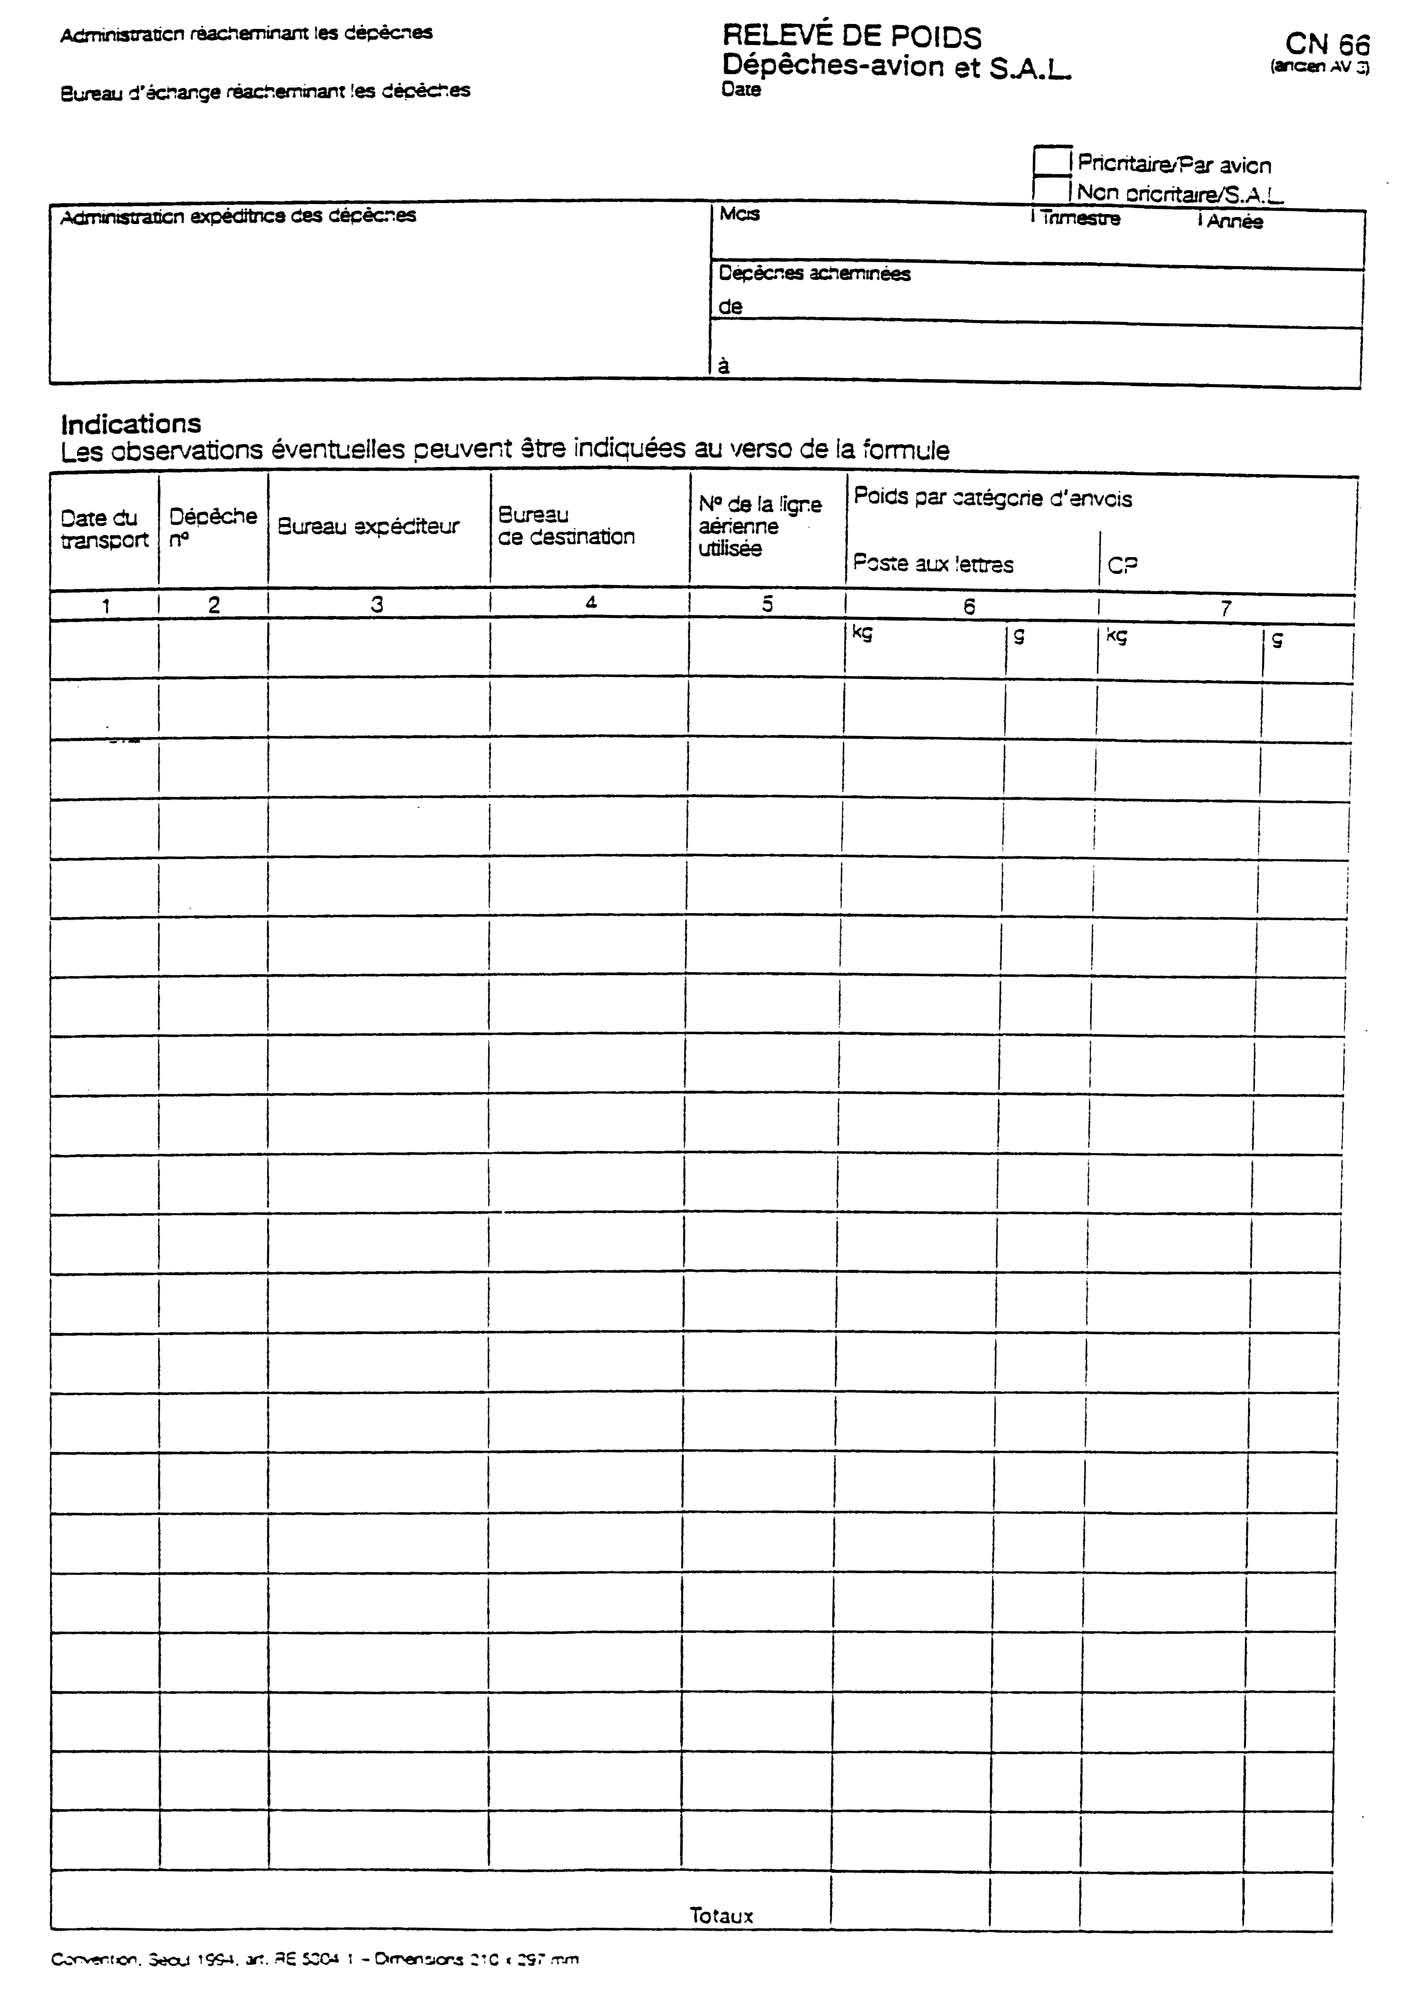 Administration réacheminant les dépêches
RELEVÉ DE POIDS
Dépêches-avion et S.A.L.
CN 66
(ancien AV 3)
Bureau d'échange réacheminant les dépêches
Date
Prioritaire/Par avion
Non prioritaire/S.A.L.
Administration expéditrice des dépêches
Mois
Trimestre
Année
Dépêches acheminées
de
à
Indications
Les observations éventuelles peuvent être indiquées au verso de la formule
Date du
transport
Dépêche
nº
Bureau expéditeur
Bureau
de destination
Nº de la ligne
aérienne
utilisée
Poids par catégorie d'envois
Poste aux lettres
CP
1 2 3 4 5 6 7
kg g kg g
Totaux
Convention, Séoul 1994, art. RE 5304 1 – Dimensions 210 x 297 mm